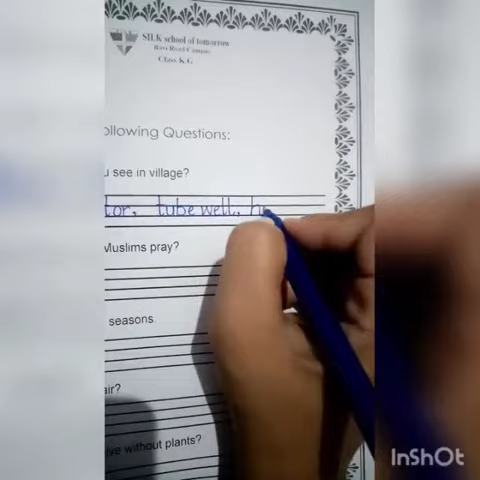 SILK school of tomorrow
Class K.G
ollowing Questions:
u see in village?
tor, tube well, h
Muslims pray?
seasons.
air?
ive without plants?
InShOt